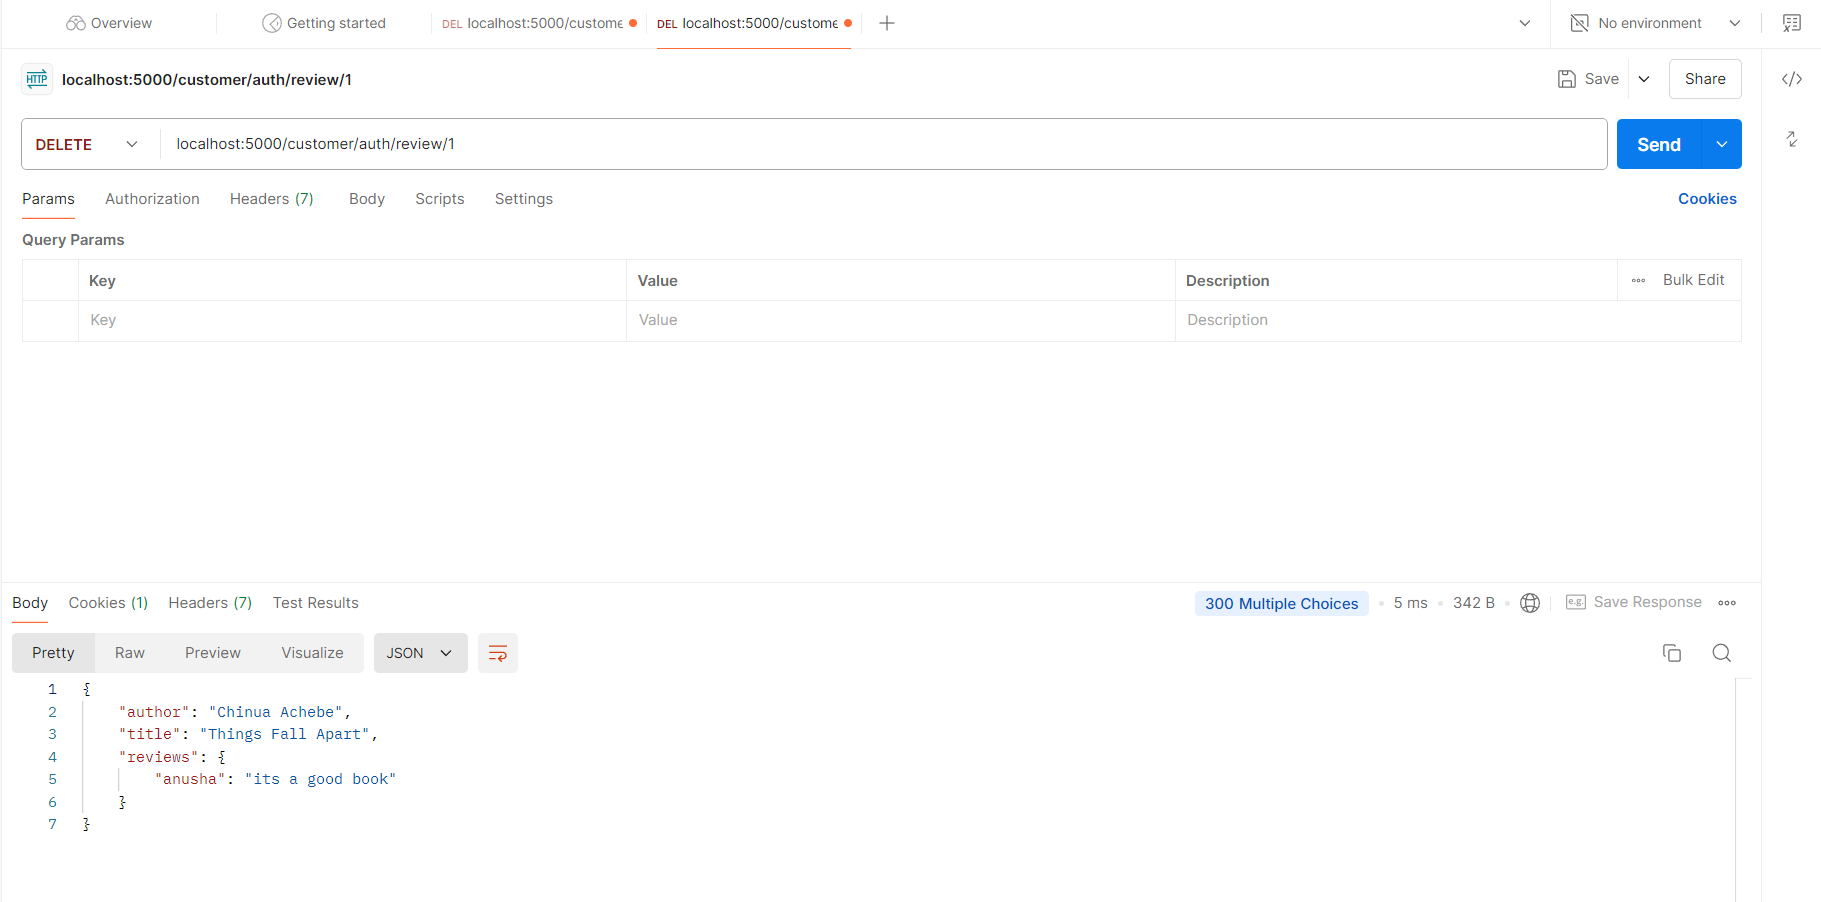 Overview
Getting started
DEL localhost:5000/custome
DEL localhost:5000/custome
No environment
HTTP localhost:5000/customer/auth/review/1
Save
Share
DELETE
localhost:5000/customer/auth/review/1
Send
Params
Authorization
Headers (7)
Body
Scripts
Settings
Cookies
Query Params
Key
Value
Description
Bulk Edit
Key
Value
Description
Body
Cookies (1)
Headers (7)
Test Results
300 Multiple Choices
5 ms
342 B
e.g. Save Response
Pretty
Raw
Preview
Visualize
JSON
1 {
2 "author": "Chinua Achebe",
3 "title": "Things Fall Apart",
4 "reviews": {
5 "anusha": "its a good book"
6 }
7 }